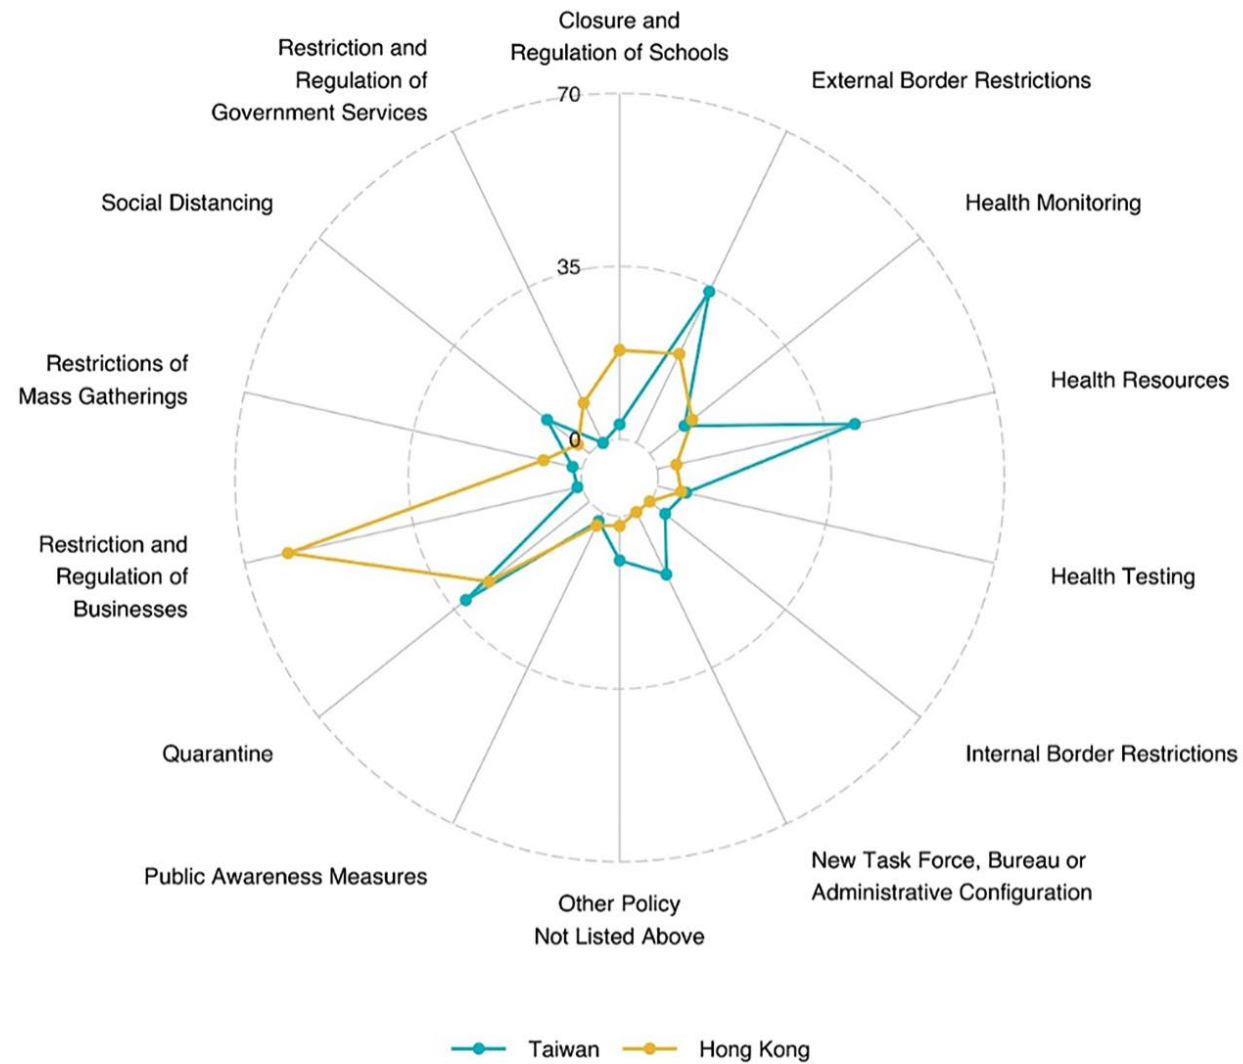 Closure and
Regulation of Schools
Restriction and
Regulation of
Government Services
External Border Restrictions
70
Social Distancing
Health Monitoring
35
Restrictions of
Mass Gatherings
Health Resources
0
Restriction and
Regulation of
Businesses
Health Testing
Quarantine
Internal Border Restrictions
Public Awareness Measures
New Task Force, Bureau or
Administrative Configuration
Other Policy
Not Listed Above
Taiwan
Hong Kong